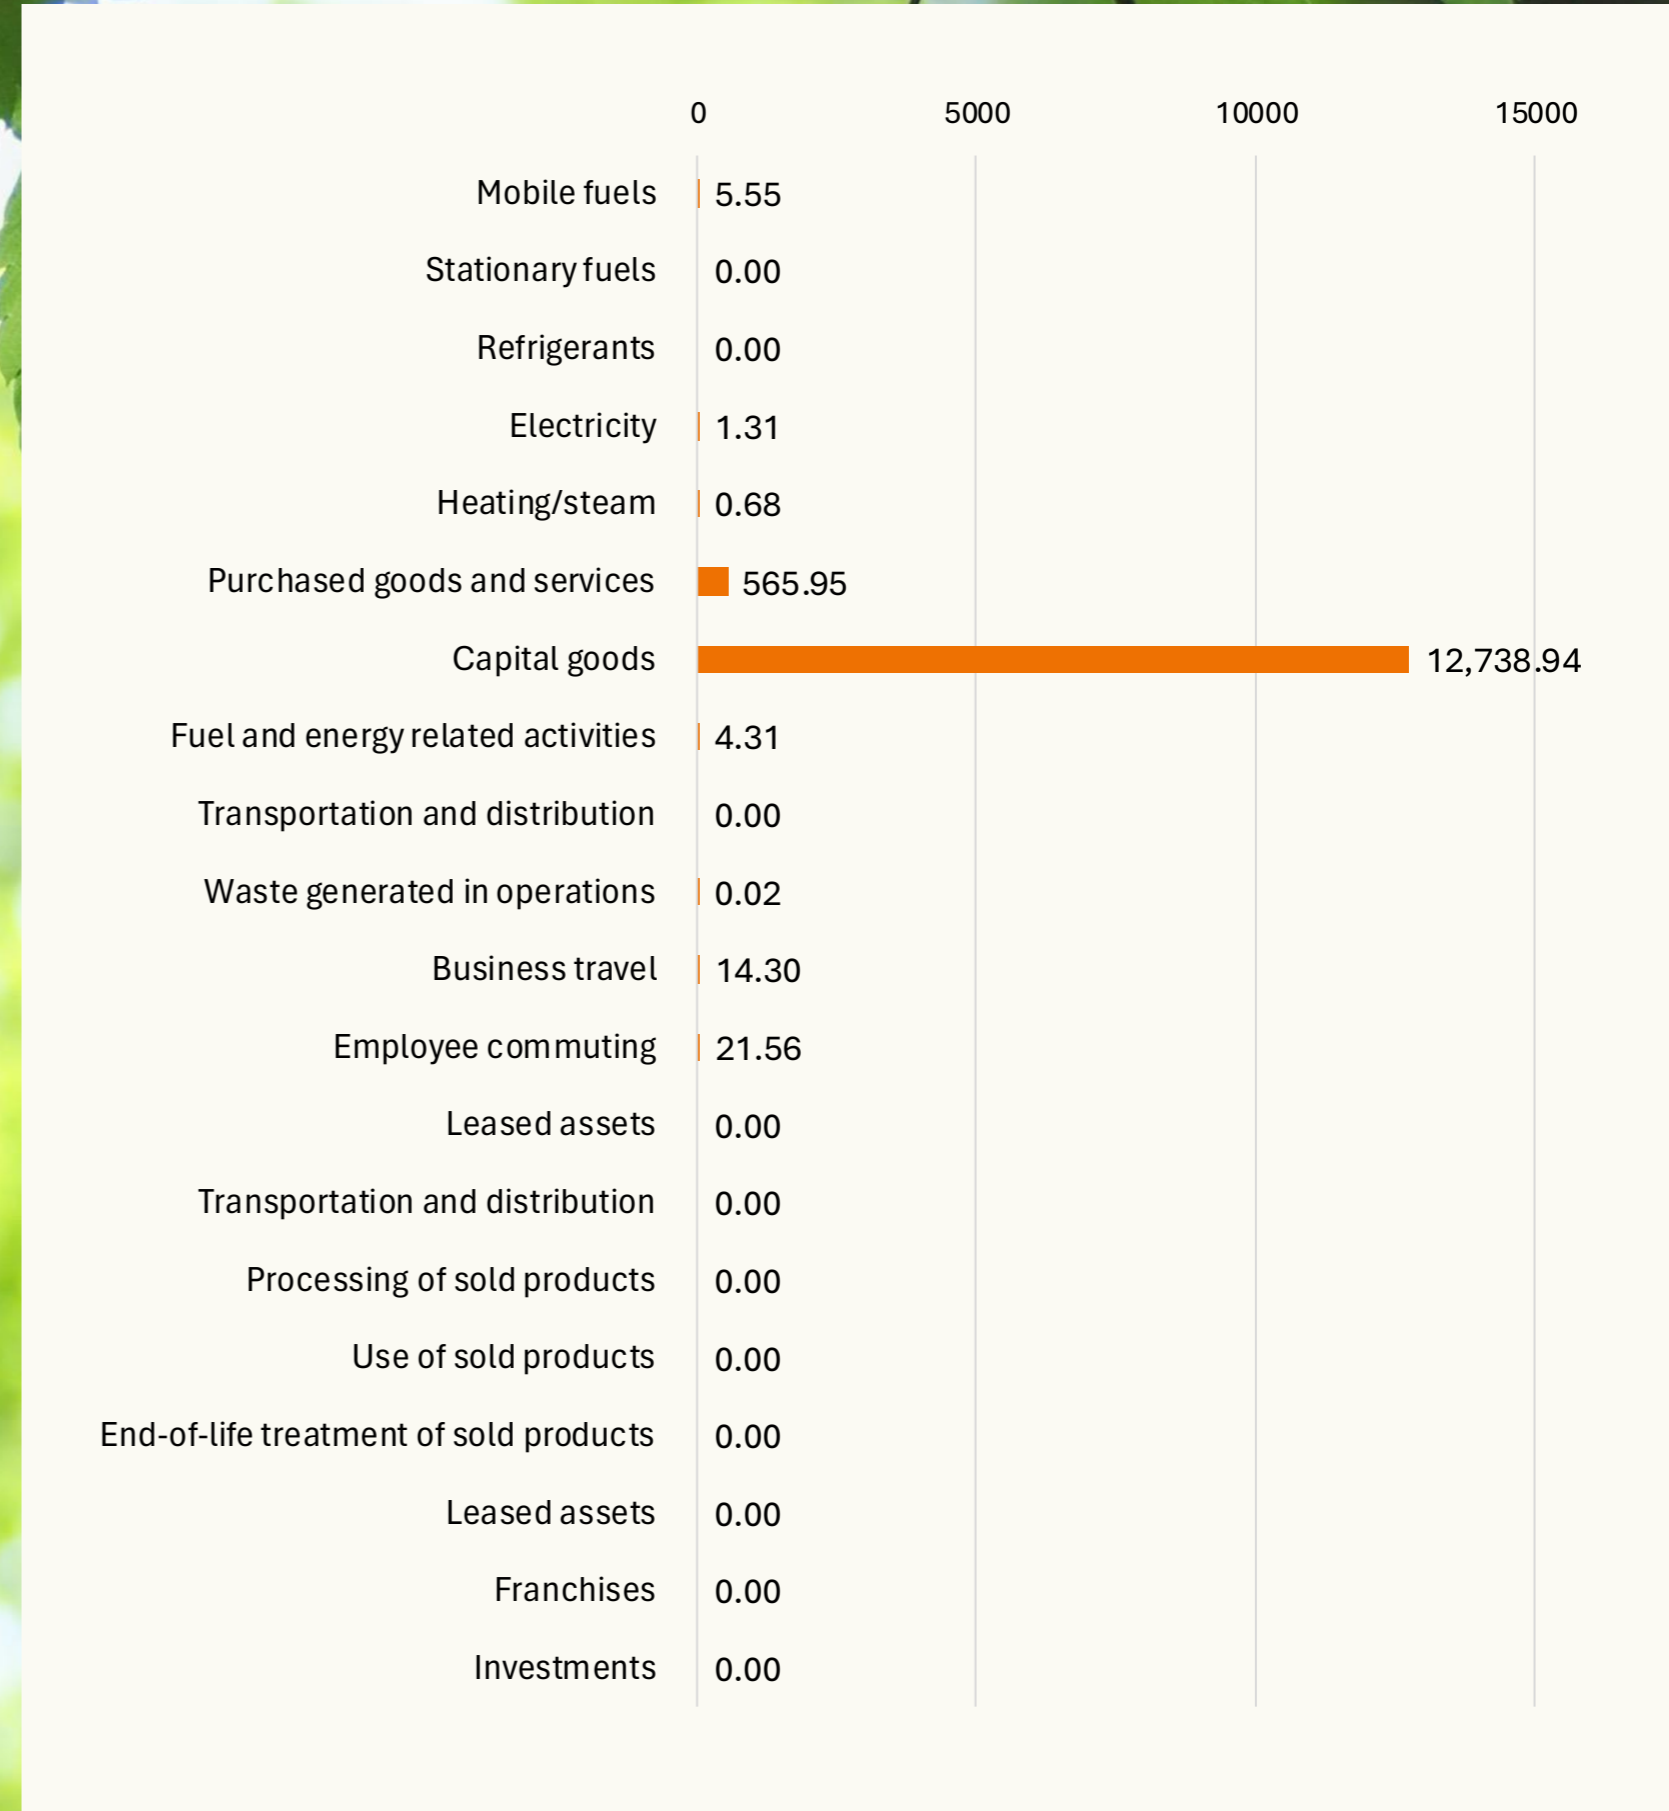 0 5000 10000 15000
Mobile fuels 5.55
Stationary fuels 0.00
Refrigerants 0.00
Electricity 1.31
Heating/steam 0.68
Purchased goods and services 565.95
Capital goods 12,738.94
Fuel and energy related activities 4.31
Transportation and distribution 0.00
Waste generated in operations 0.02
Business travel 14.30
Employee commuting 21.56
Leased assets 0.00
Transportation and distribution 0.00
Processing of sold products 0.00
Use of sold products 0.00
End-of-life treatment of sold products 0.00
Leased assets 0.00
Franchises 0.00
Investments 0.00